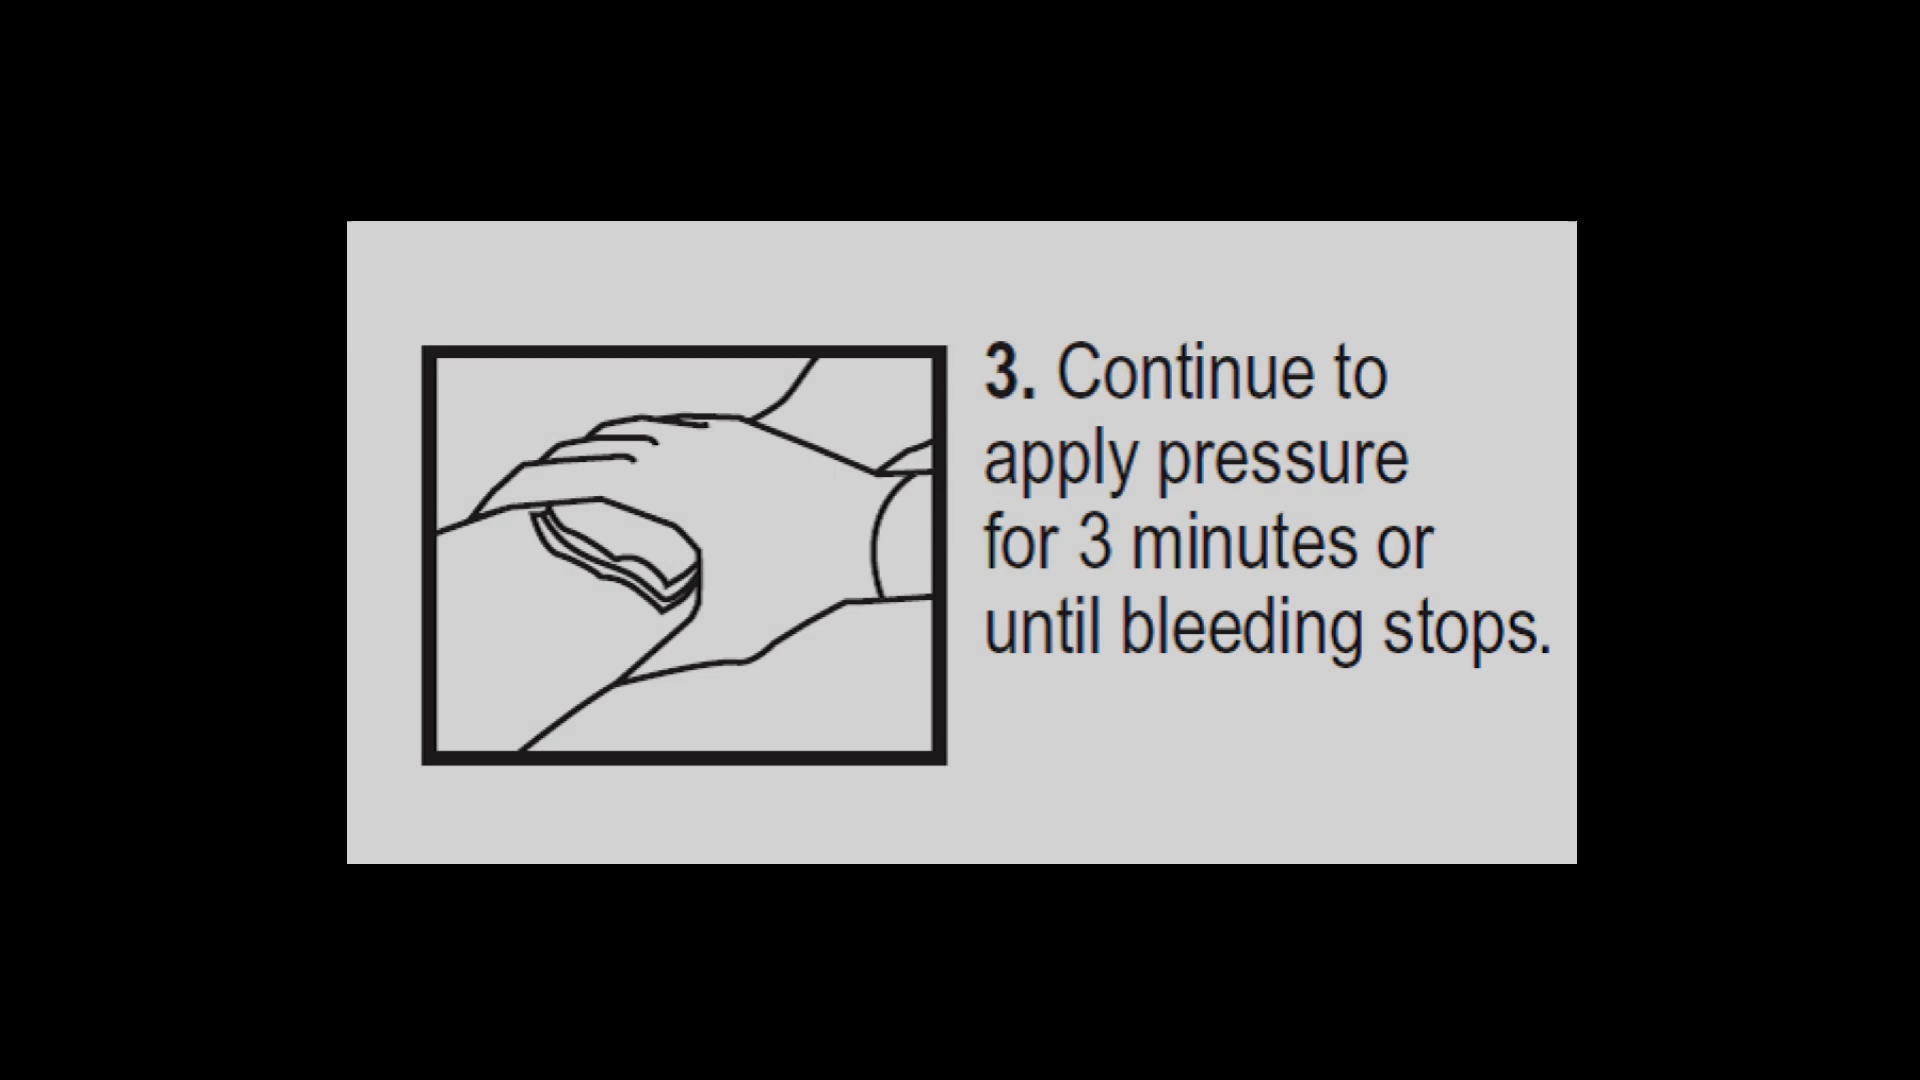 3. Continue to
apply pressure
for 3 minutes or
until bleeding stops.